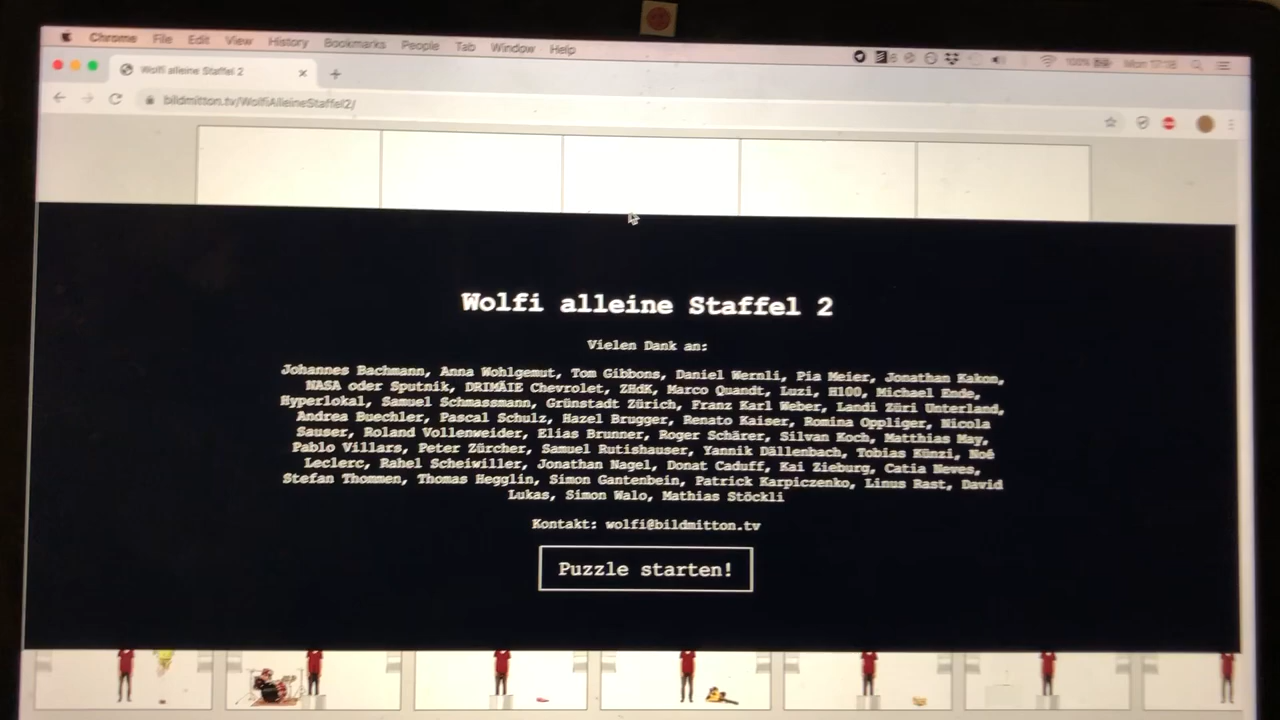 Chrome File Edit View History Bookmarks People Tab Window Help 100% Mon 17:18
Wolfi alleine Staffel 2
bildmitton.tv/WolfiAlleineStaffel2/
Wolfi alleine Staffel 2
Vielen Dank an:
Johannes Bachmann, Anna Wohlgemut, Tom Gibbons, Daniel Wernli, Pia Meier, Jonathan Kakon,
NASA oder Sputnik, DRIMÄIE Chevrolet, ZHdK, Marco Quandt, Luzi, H100, Michael Ende,
Hyperlokal, Samuel Schmassmann, Grünstadt Zürich, Franz Karl Weber, Landi Züri Unterland,
Andrea Buechler, Pascal Schulz, Hazel Brugger, Renato Kaiser, Romina Oppliger, Nicola
Sauser, Roland Vollenweider, Elias Brunner, Roger Schärer, Silvan Koch, Matthias May,
Pablo Villars, Peter Zürcher, Samuel Rutishauser, Yannik Dällenbach, Tobias Künzi, Noé
Leclerc, Rahel Scheiwiller, Jonathan Nagel, Donat Caduff, Kai Zieburg, Catia Neves,
Stefan Thommen, Thomas Hegglin, Simon Gantenbein, Patrick Karpiczenko, Linus Rast, David
Lukas, Simon Walo, Mathias Stöckli
Kontakt: wolfi@bildmitton.tv
Puzzle starten!